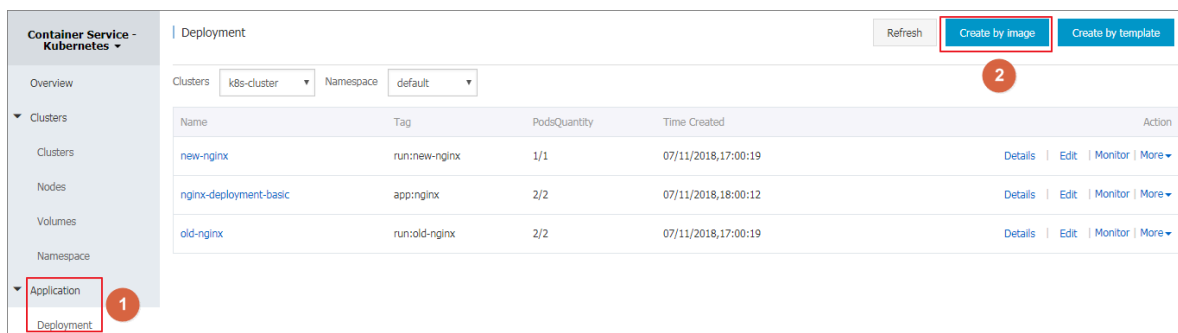 Container Service -
Kubernetes
Overview
Clusters
Clusters
Nodes
Volumes
Namespace
Application
Deployment
1
Deployment
Refresh
Create by image
Create by template
2
Clusters k8s-cluster Namespace default
Name Tag PodsQuantity Time Created Action
new-nginx run:new-nginx 1/1 07/11/2018,17:00:19 Details | Edit | Monitor | More
nginx-deployment-basic app:nginx 2/2 07/11/2018,18:00:12 Details | Edit | Monitor | More
old-nginx run:old-nginx 2/2 07/11/2018,17:00:19 Details | Edit | Monitor | More